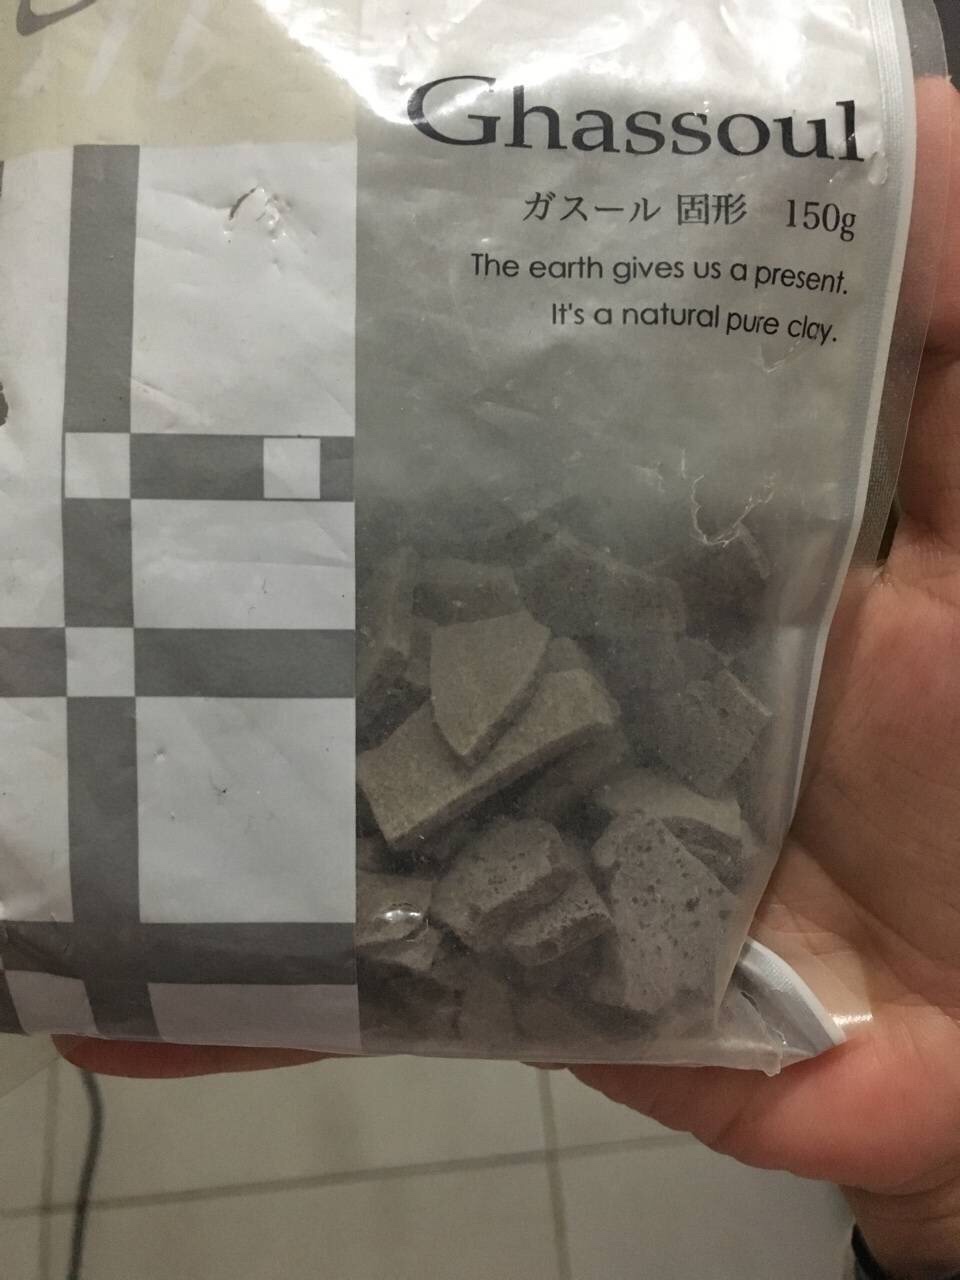 Ghassoul
ガスール 固形 150g
The earth gives us a present.
It's a natural pure clay.